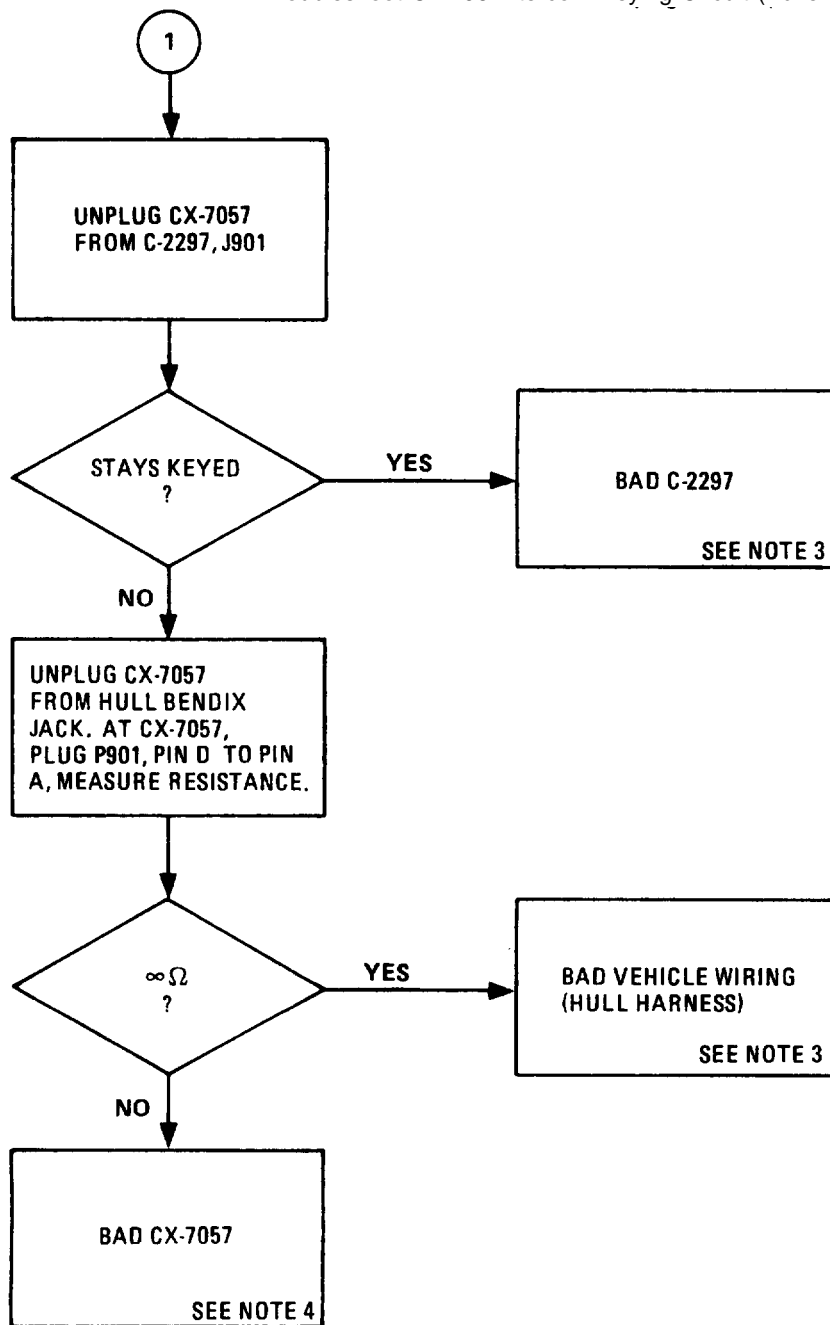 1
UNPLUG CX-7057
FROM C-2297, J901
STAYS KEYED
?
YES
BAD C-2297
SEE NOTE 3
NO
UNPLUG CX-7057
FROM HULL BENDIX
JACK. AT CX-7057,
PLUG P901, PIN D TO PIN
A, MEASURE RESISTANCE.
∞Ω
?
YES
BAD VEHICLE WIRING
(HULL HARNESS)
SEE NOTE 3
NO
BAD CX-7057
SEE NOTE 4